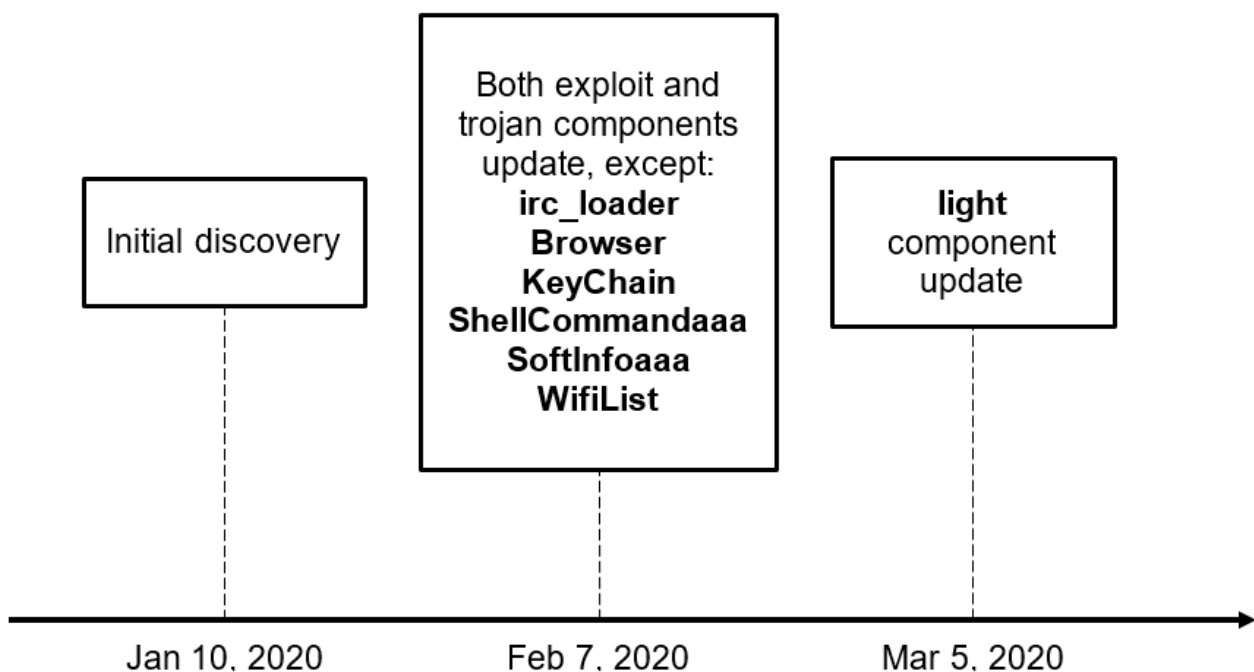 Initial discovery
Both exploit and
trojan components
update, except:
irc_loader
Browser
KeyChain
ShellCommandaaa
SoftInfoaaa
WifiList
light
component
update
Jan 10, 2020
Feb 7, 2020
Mar 5, 2020